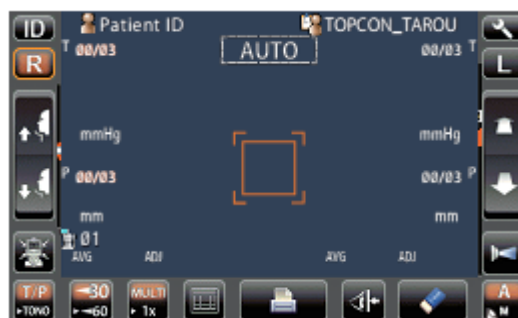 ID Patient ID TOPCON_TAROU
R T 00/03 AUTO 00/03 T L
mmHg mmHg
P 00/03 00/03 P
mm mm
01
AVG ADJ AVG ADJ
T/P 30 MULTI A
▸TONO ▸ 60 ▸ 1x ▸ M